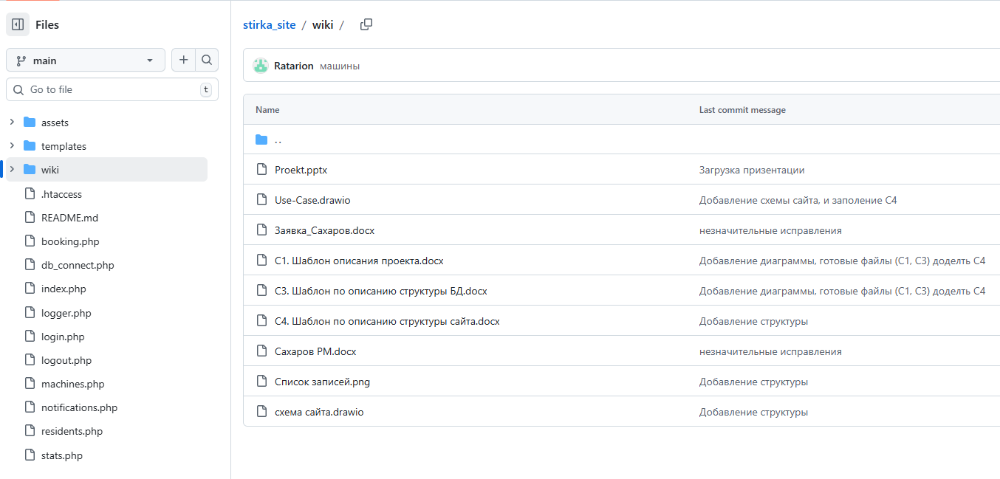 Files
main
Go to file
t
assets
templates
wiki
.htaccess
README.md
booking.php
db_connect.php
index.php
logger.php
login.php
logout.php
machines.php
notifications.php
residents.php
stats.php
stirka_site / wiki /
Ratarion машины
Name Last commit message
..
Proekt.pptx Загрузка призентации
Use-Case.drawio Добавление схемы сайта, и заполение С4
Заявка_Сахаров.docx незначительные исправления
С1. Шаблон описания проекта.docx Добавление диаграммы, готовые файлы (С1, С3) доделть С4
С3. Шаблон по описанию структуры БД.docx Добавление диаграммы, готовые файлы (С1, С3) доделть С4
С4. Шаблон по описанию структуры сайта.docx Добавление структуры
Сахаров РМ.docx незначительные исправления
Список записей.png Добавление структуры
схема сайта.drawio Добавление структуры